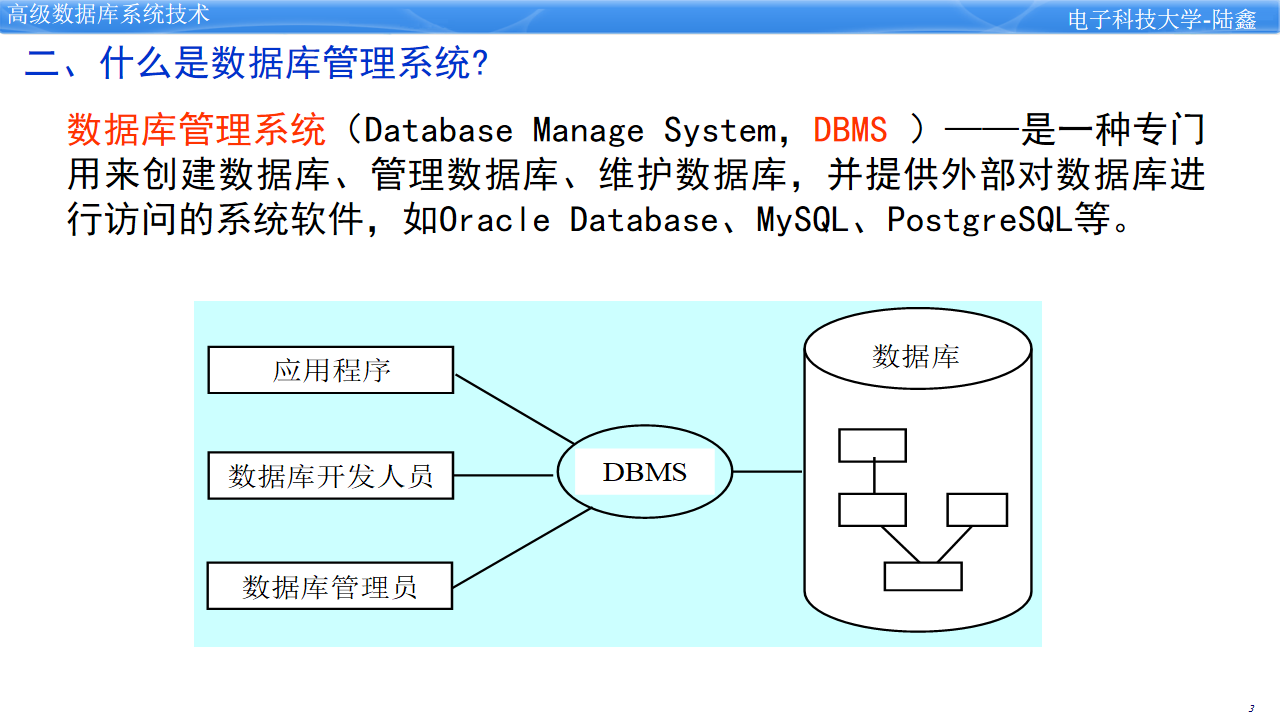 高级数据库系统技术
电子科技大学-陆鑫
二、什么是数据库管理系统?
数据库管理系统（Database Manage System，DBMS ）——是一种专门
用来创建数据库、管理数据库、维护数据库，并提供外部对数据库进
行访问的系统软件，如Oracle Database、MySQL、PostgreSQL等。
应用程序
数据库
数据库开发人员
DBMS
数据库管理员
3